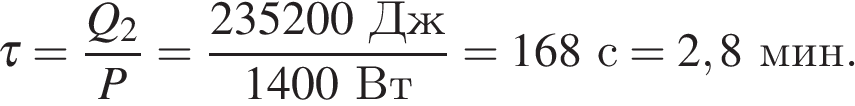 τ = Q₂/P = 235200 Дж/1400 Вт = 168 с = 2,8 мин.